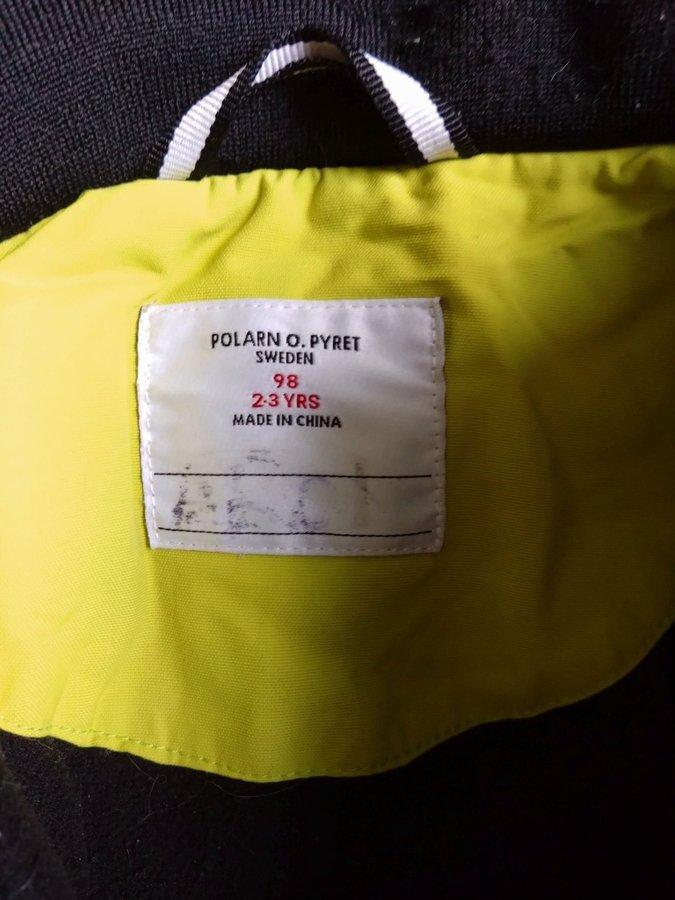 POLARN O. PYRET
SWEDEN
98
2-3 YRS
MADE IN CHINA